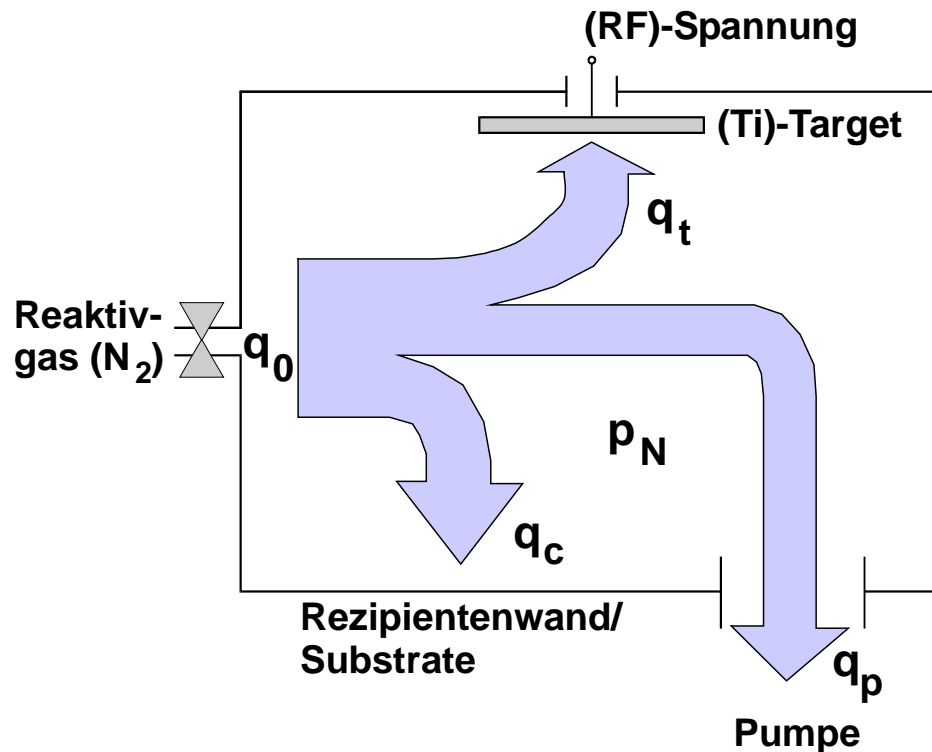 (RF)-Spannung
(Ti)-Target
q_t
Reaktiv-
gas (N_2)
q_0
p_N
q_c
Rezipientenwand/
Substrate
q_p
Pumpe